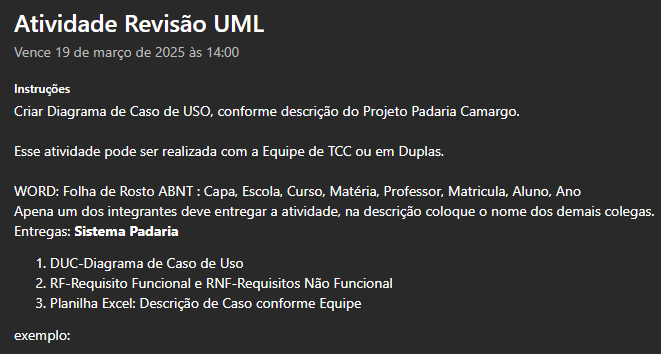 Atividade Revisão UML
Vence 19 de março de 2025 às 14:00
Instruções
Criar Diagrama de Caso de USO, conforme descrição do Projeto Padaria Camargo.
Esse atividade pode ser realizada com a Equipe de TCC ou em Duplas.
WORD: Folha de Rosto ABNT : Capa, Escola, Curso, Matéria, Professor, Matricula, Aluno, Ano
Apena um dos integrantes deve entregar a atividade, na descrição coloque o nome dos demais colegas.
Entregas: Sistema Padaria
1. DUC-Diagrama de Caso de Uso
2. RF-Requisito Funcional e RNF-Requisitos Não Funcional
3. Planilha Excel: Descrição de Caso conforme Equipe
exemplo: